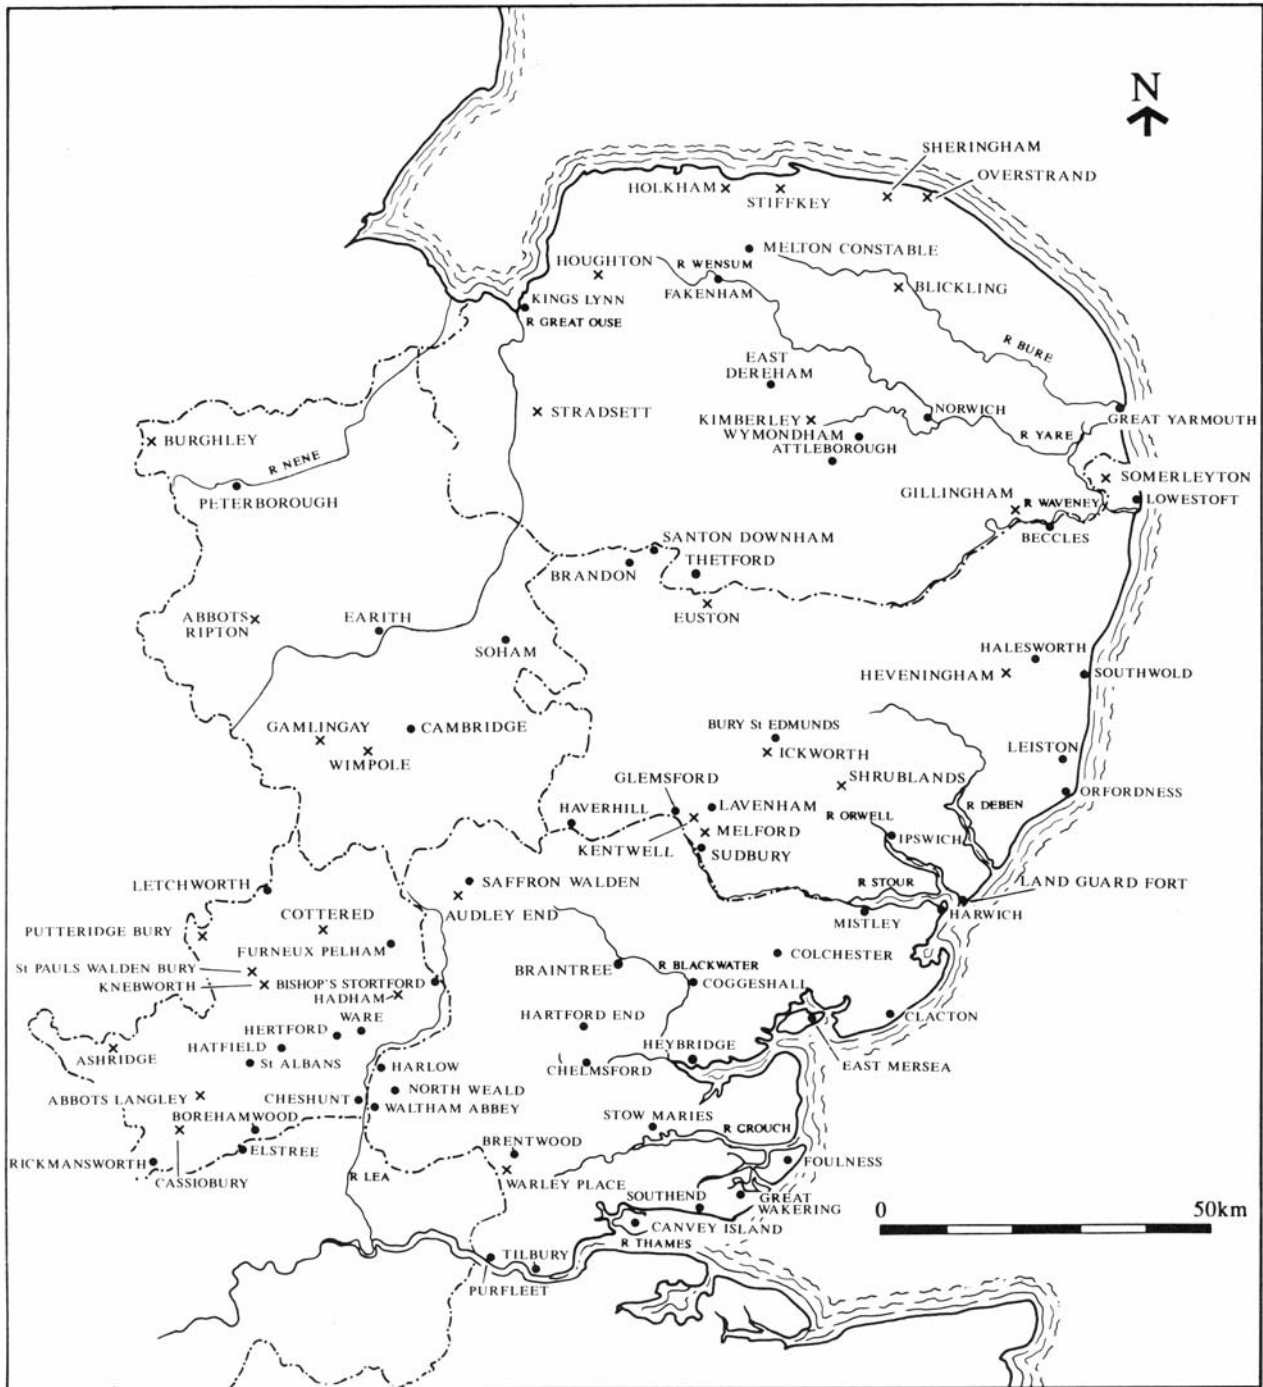 N
SHERINGHAM
OVERSTRAND
HOLKHAM
STIFFKEY
MELTON CONSTABLE
HOUGHTON
R WENSUM
FAKENHAM
BLICKLING
KINGS LYNN
R GREAT OUSE
R BURE
EAST
DEREHAM
STRADSETT
KIMBERLEY
NORWICH
GREAT YARMOUTH
WYMONDHAM
R YARE
BURGHLEY
ATTLEBOROUGH
R NENE
SOMERLEYTON
PETERBOROUGH
GILLINGHAM
R WAVENEY
LOWESTOFT
BECCLES
SANTON DOWNHAM
THETFORD
BRANDON
EUSTON
ABBOTS
RIPTON
EARITH
SOHAM
HALESWORTH
HEVENINGHAM
SOUTHWOLD
GAMLINGAY
CAMBRIDGE
BURY St EDMUNDS
WIMPOLE
ICKWORTH
LEISTON
GLEMSFORD
SHRUBLANDS
ORFORDNESS
HAVERHILL
LAVENHAM
R ORWELL
R DEBEN
MELFORD
IPSWICH
KENTWELL
SUDBURY
LETCHWORTH
SAFFRON WALDEN
R STOUR
LAND GUARD FORT
COTTERED
AUDLEY END
MISTLEY
HARWICH
PUTTERIDGE BURY
FURNEUX PELHAM
COLCHESTER
St PAULS WALDEN BURY
BRAINTREE
R BLACKWATER
KNEBWORTH
BISHOP'S STORTFORD
COGGESHALL
HADHAM
WARE
HARTFORD END
CLACTON
HERTFORD
HATFIELD
ASHRIDGE
St ALBANS
HARLOW
CHELMSFORD
HEYBRIDGE
EAST MERSEA
ABBOTS LANGLEY
CHESHUNT
NORTH WEALD
WALTHAM ABBEY
BOREHAMWOOD
STOW MARIES
R CROUCH
BRENTWOOD
ELSTREE
RICKMANSWORTH
CASSIOBURY
R LEA
WARLEY PLACE
FOULNESS
SOUTHEND
GREAT
WAKERING
CANVEY ISLAND
0 50km
R THAMES
TILBURY
PURFLEET